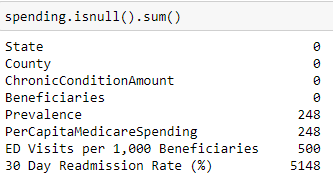 spending.isnull().sum()
State 0
County 0
ChronicConditionAmount 0
Beneficiaries 0
Prevalence 248
PerCapitaMedicareSpending 248
ED Visits per 1,000 Beneficiaries 500
30 Day Readmission Rate (%) 5148